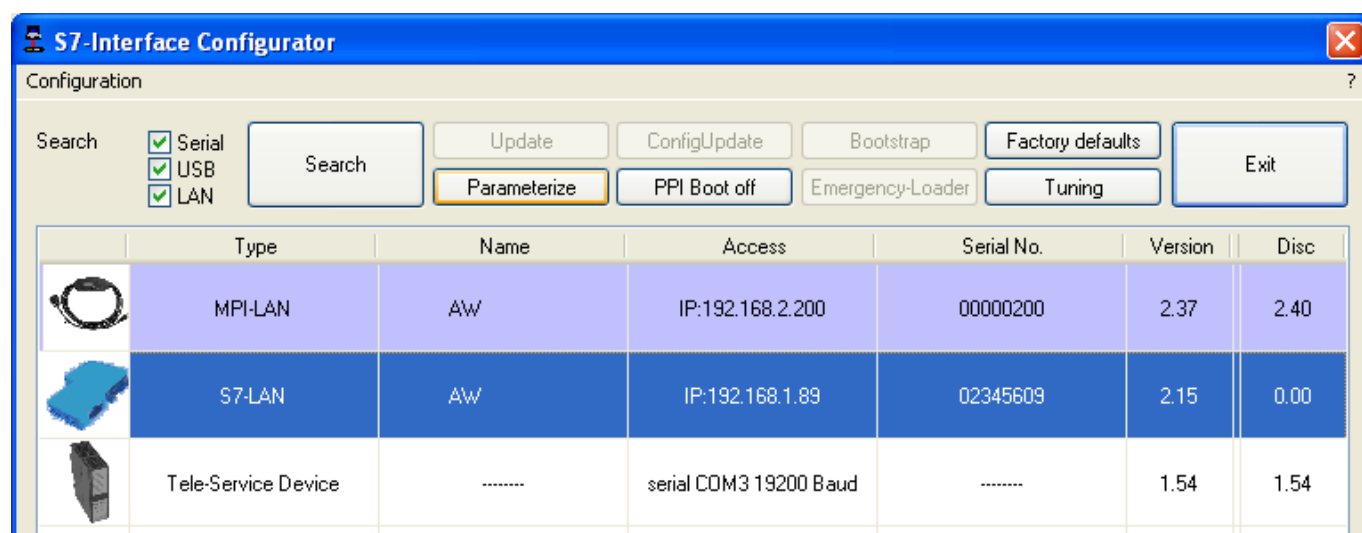 S7-Interface Configurator
Configuration ?
Search Serial USB LAN Search Update ConfigUpdate Bootstrap Factory defaults Exit
Parameterize PPI Boot off Emergency-Loader Tuning
Type Name Access Serial No. Version Disc
MPI-LAN AW IP:192.168.2.200 00000200 2.37 2.40
S7-LAN AW IP:192.168.1.89 02345609 2.15 0.00
Tele-Service Device -------- serial COM3 19200 Baud -------- 1.54 1.54